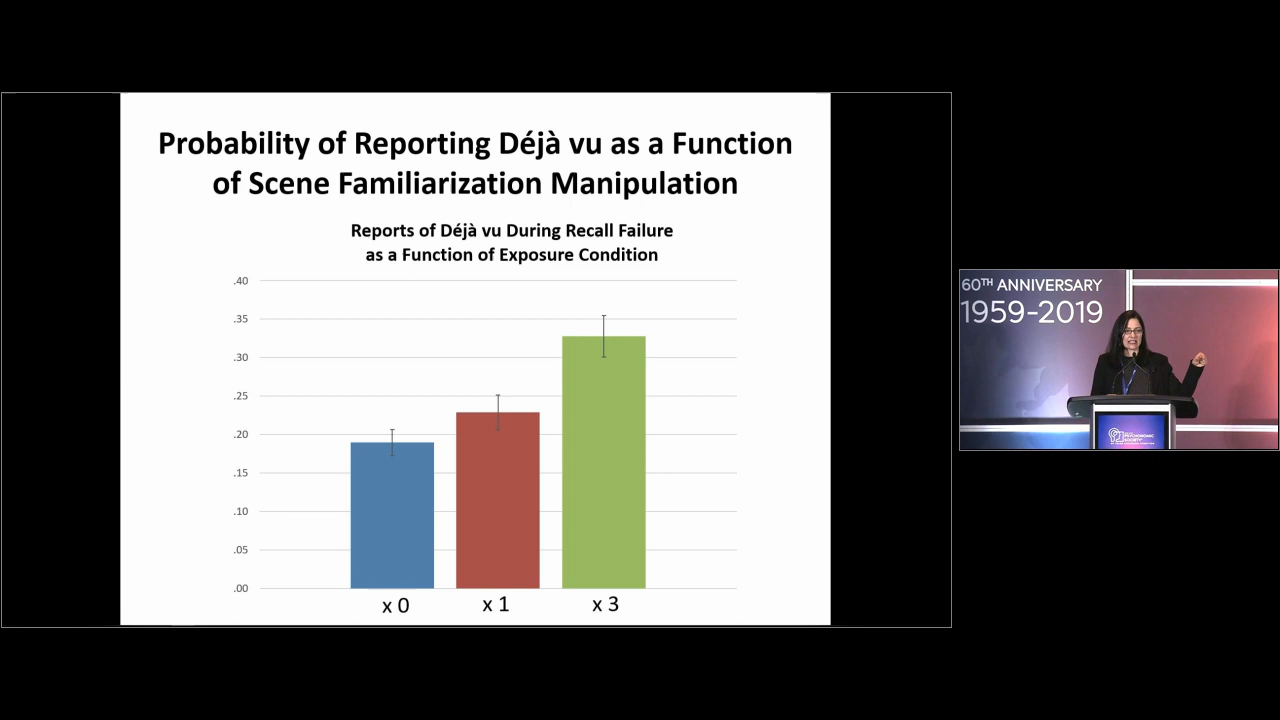 Probability of Reporting Déjà vu as a Function
of Scene Familiarization Manipulation
Reports of Déjà vu During Recall Failure
as a Function of Exposure Condition
.40
.35
.30
.25
.20
.15
.10
.05
.00
x 0
x 1
x 3
60TH ANNIVERSARY
1959-2019
PSYCHONOMIC
SOCIETY